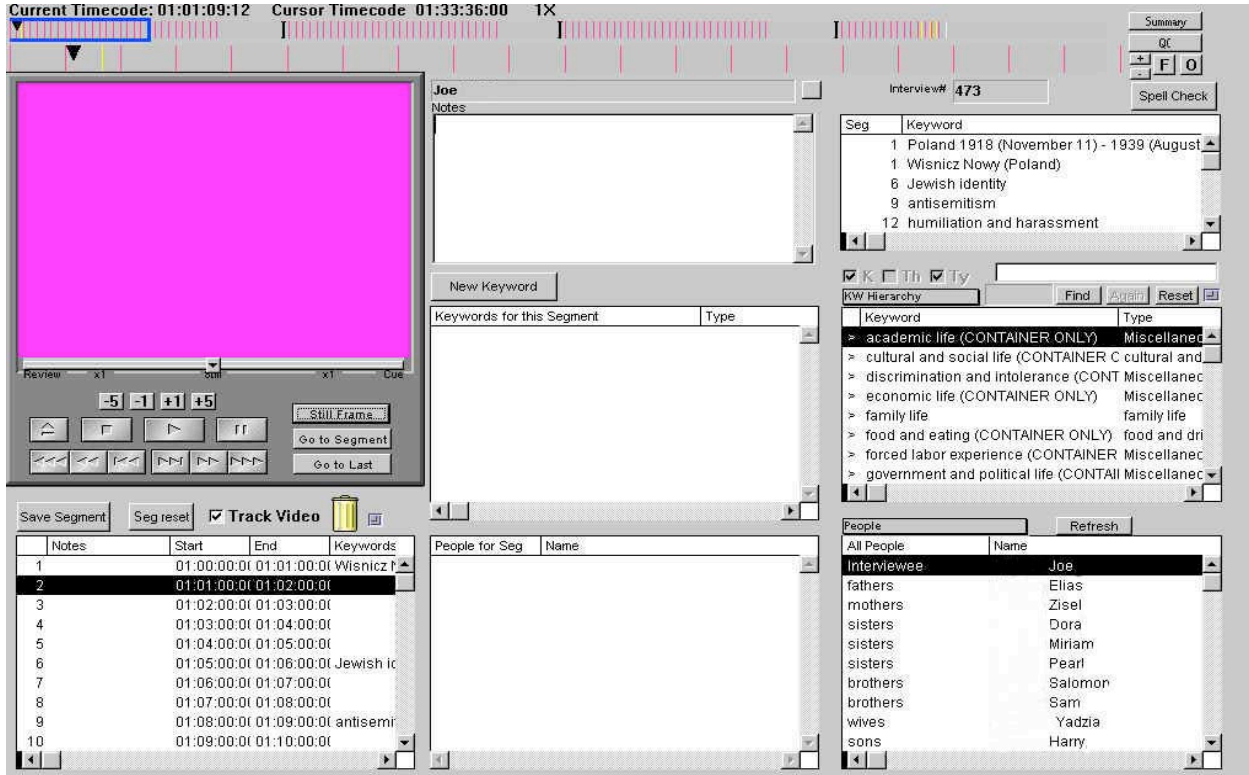 Current Timecode: 01:01:09:12 Cursor Timecode 01:33:36:00 1X
Summary
QC
+ F O
-
Joe
Notes
Interview# 473
Spell Check
Seg Keyword
1 Poland 1918 (November 11) - 1939 (August
1 Wisnicz Nowy (Poland)
6 Jewish identity
9 antisemitism
12 humiliation and harassment
New Keyword
K Th Ty
KW Hierarchy Find Again Reset
Keywords for this Segment Type
Keyword Type
> academic life (CONTAINER ONLY) Miscellanec
> cultural and social life (CONTAINER C cultural and
> discrimination and intolerance (CONT Miscellanec
> economic life (CONTAINER ONLY) Miscellanec
> family life family life
> food and eating (CONTAINER ONLY) food and dri
> forced labor experience (CONTAINER Miscellanec
> government and political life (CONTAII Miscellanec
Review x1 Still x1 Cue
-5 -1 +1 +5
Still Frame
Go to Segment
Go to Last
Save Segment Seg reset Track Video
Notes Start End Keywords
1 01:00:00:0( 01:01:00:0( Wisnicz N
2 01:01:00:0( 01:02:00:0(
3 01:02:00:0( 01:03:00:0(
4 01:03:00:0( 01:04:00:0(
5 01:04:00:0( 01:05:00:0(
6 01:05:00:0( 01:06:00:0( Jewish ic
7 01:06:00:0( 01:07:00:0(
8 01:07:00:0( 01:08:00:0(
9 01:08:00:0( 01:09:00:0( antisemi
10 01:09:00:0( 01:10:00:0(
People for Seg Name
People Refresh
All People Name
Interviewee Joe
fathers Elias
mothers Zisel
sisters Dora
sisters Miriam
sisters Pearl
brothers Salomon
brothers Sam
wives Yadzia
sons Harry